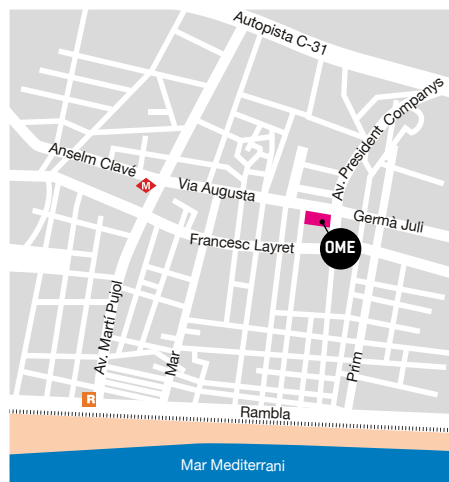 Autopista C-31
Av. President Companys
Anselm Clavé
M
Via Augusta
Germà Juli
Francesc Layret
OME
Av. Martí Pujol
Mar
Prim
R
Rambla
Mar Mediterrani